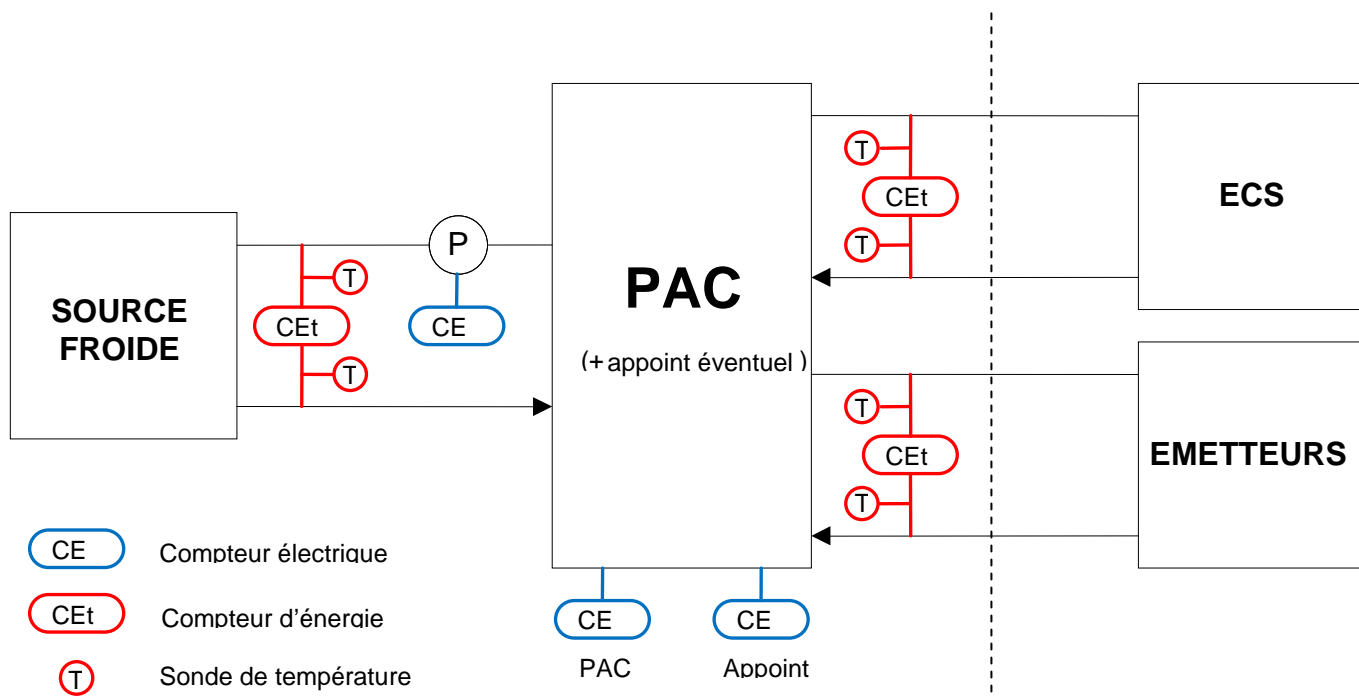 T
CEt
T
ECS
SOURCE
FROIDE
P
T
CEt
CE
T
PAC
(+ appoint éventuel )
T
CEt
T
EMETTEURS
CE
Compteur électrique
CEt
Compteur d'énergie
T
Sonde de température
CE
CE
PAC
Appoint